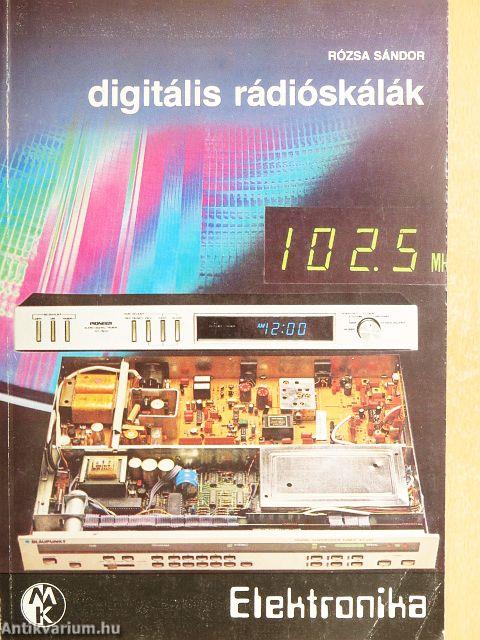 RÓZSA SÁNDOR
digitális rádióskálák
102.5 MH
PIONEER
AM 12:00
BLAUPUNKT
MK
Elektronika
Antikvarium.hu